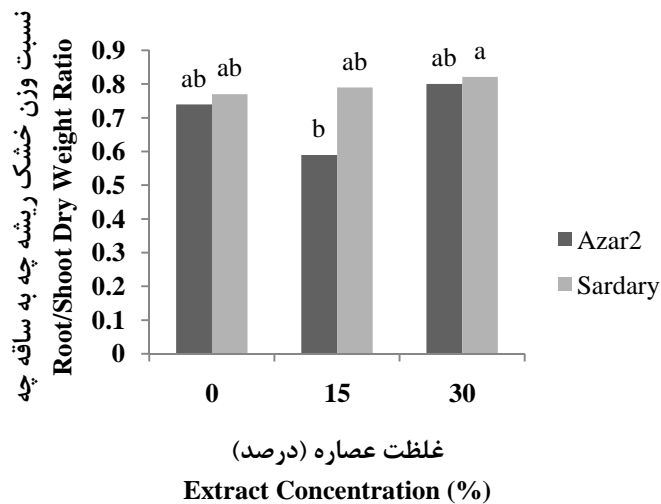 نسبت وزن خشک ریشه چه به ساقه چه
Root/Shoot Dry Weight Ratio
0.9
0.8
0.7
0.6
0.5
0.4
0.3
0.2
0.1
0
ab ab
b ab
ab a
0 15 30
Azar2
Sardary
غلظت عصاره (درصد)
Extract Concentration (%)